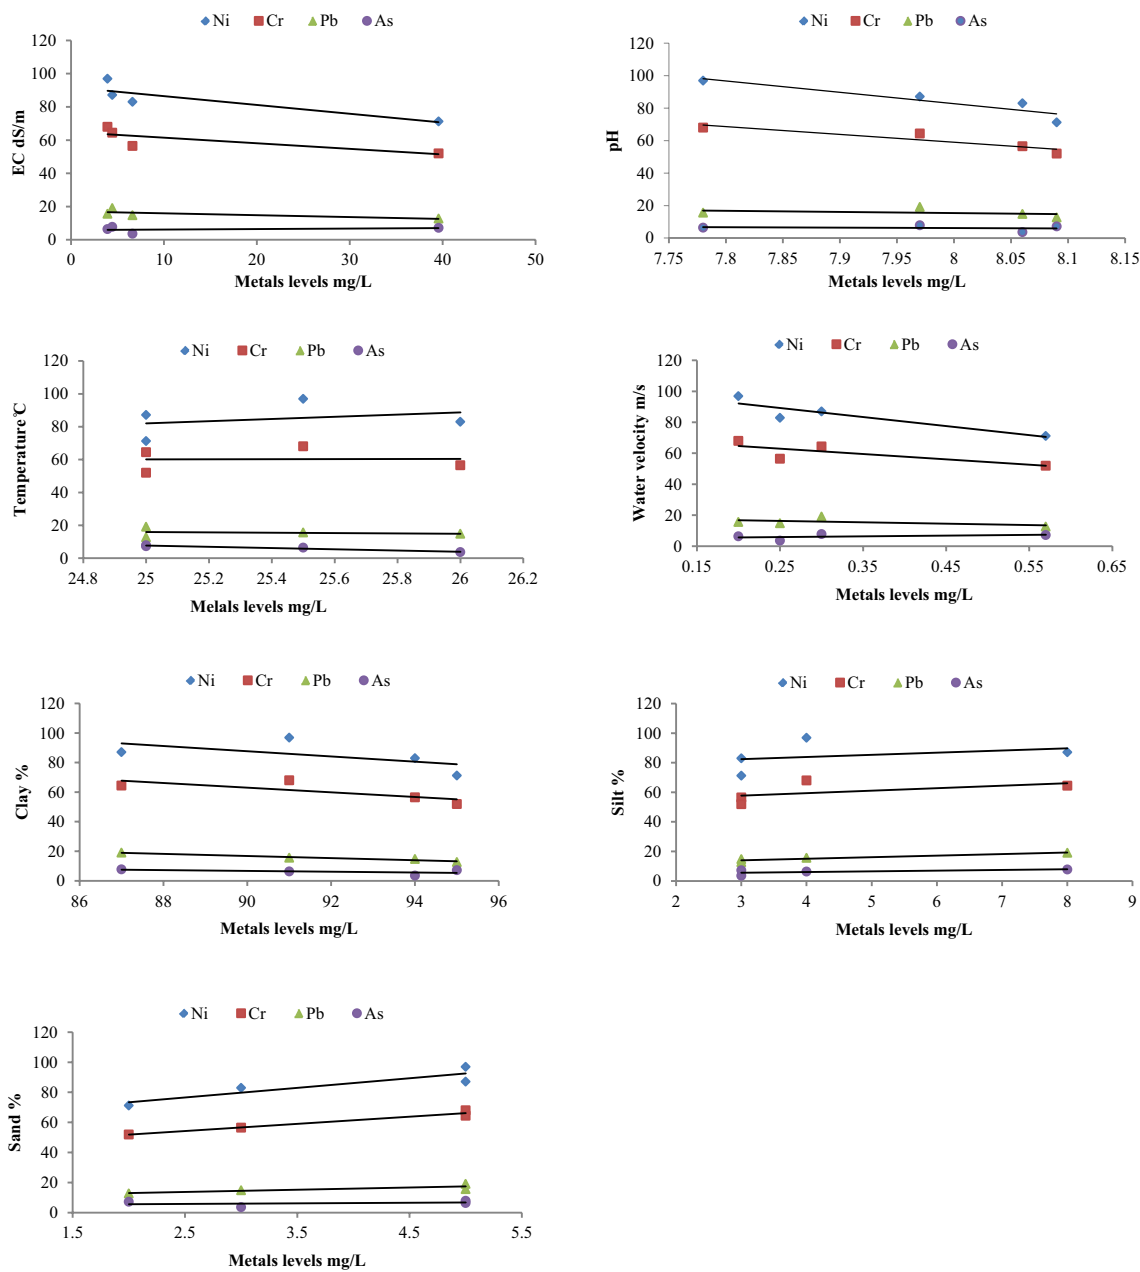 Ni Cr Pb As
120
100
80
60
40
20
0
EC dS/m
0 10 20 30 40 50
Metals levels mg/L
Ni Cr Pb As
120
100
80
60
40
20
0
pH
7.75 7.8 7.85 7.9 7.95 8 8.05 8.1 8.15
Metals levels mg/L
Ni Cr Pb As
120
100
80
60
40
20
0
Temperature℃
24.8 25 25.2 25.4 25.6 25.8 26 26.2
Melals levels mg/L
Ni Cr Pb As
120
100
80
60
40
20
0
Water velocity m/s
0.15 0.25 0.35 0.45 0.55 0.65
Metals levels mg/L
Ni Cr Pb As
120
100
80
60
40
20
0
Clay %
86 88 90 92 94 96
Metals levels mg/L
Ni Cr Pb As
120
100
80
60
40
20
0
Silt %
2 3 4 5 6 7 8 9
Metals levels mg/L
Ni Cr Pb As
120
100
80
60
40
20
0
Sand %
1.5 2.5 3.5 4.5 5.5
Metals levels mg/L